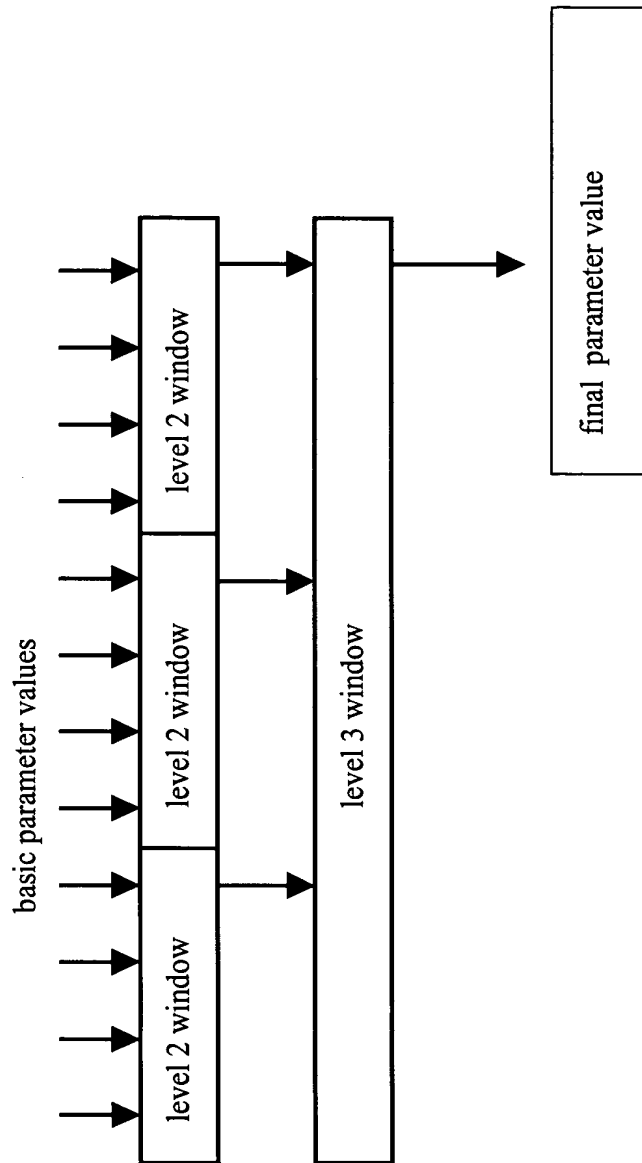 basic parameter values
level 2 window
level 2 window
level 2 window
level 3 window
final parameter value